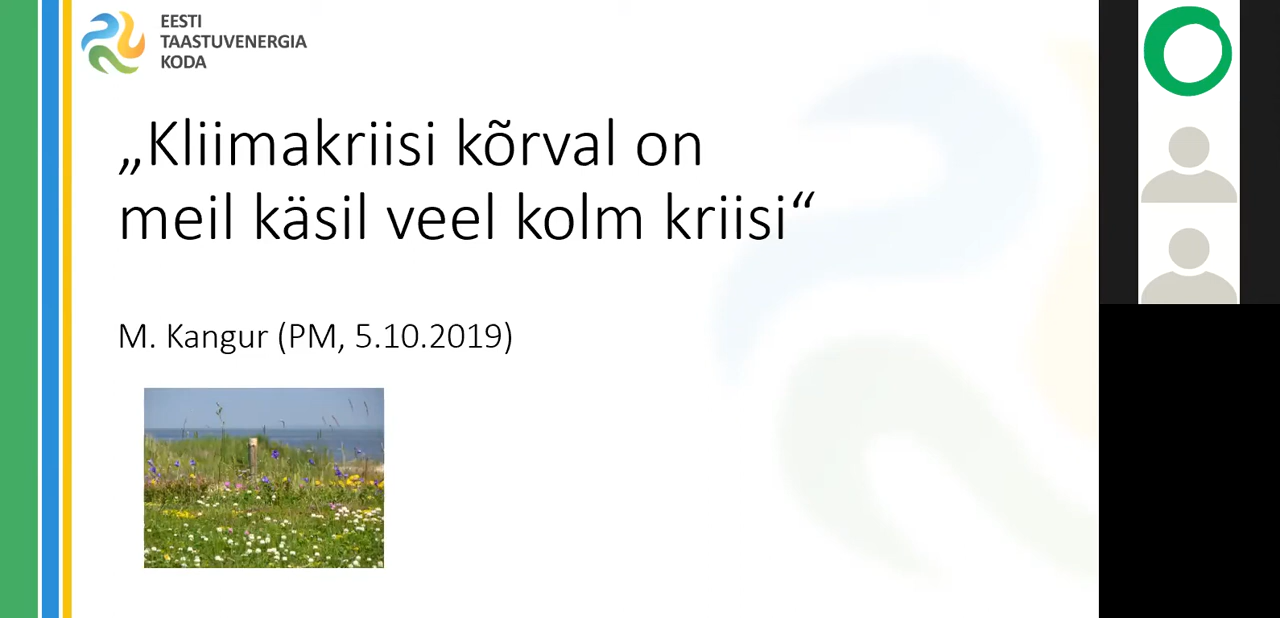 EESTI
TAASTUVENERGIA
KODA
„Kliimakriisi kõrval on
meil käsil veel kolm kriisi“
M. Kangur (PM, 5.10.2019)